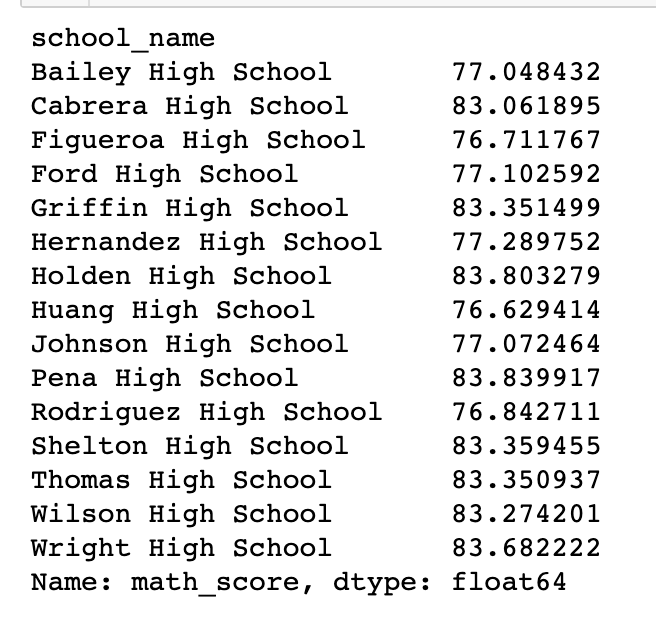 school_name
Bailey High School       77.048432
Cabrera High School      83.061895
Figueroa High School     76.711767
Ford High School         77.102592
Griffin High School      83.351499
Hernandez High School    77.289752
Holden High School       83.803279
Huang High School        76.629414
Johnson High School      77.072464
Pena High School         83.839917
Rodriguez High School    76.842711
Shelton High School      83.359455
Thomas High School       83.350937
Wilson High School       83.274201
Wright High School       83.682222
Name: math_score, dtype: float64